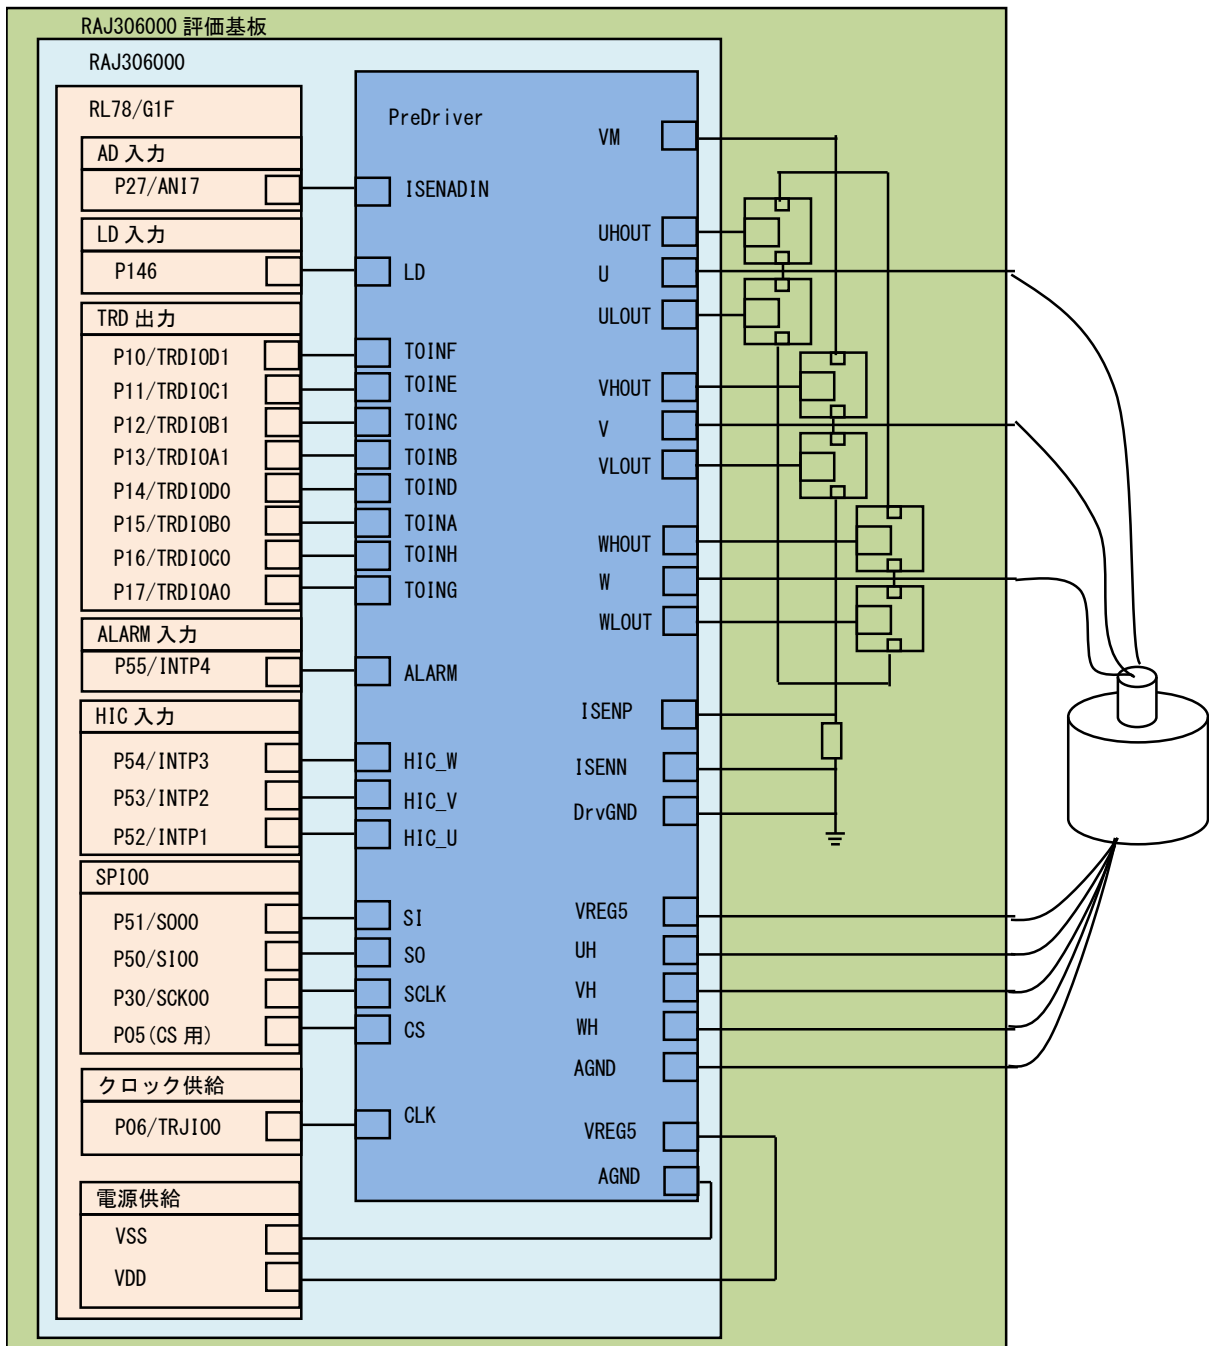 RAJ306000 評価基板
RAJ306000
RL78/G1F
AD 入力
P27/ANI7
LD 入力
P146
TRD 出力
P10/TRDIOD1
P11/TRDIOC1
P12/TRDIOB1
P13/TRDIOA1
P14/TRDIOD0
P15/TRDIOB0
P16/TRDIOC0
P17/TRDIOA0
ALARM 入力
P55/INTP4
HIC 入力
P54/INTP3
P53/INTP2
P52/INTP1
SPI00
P51/SO00
P50/SI00
P30/SCK00
P05(CS 用)
クロック供給
P06/TRJIO0
電源供給
VSS
VDD
PreDriver
ISENADIN
LD
TOINF
TOINE
TOINC
TOINB
TOIND
TOINA
TOINH
TOING
ALARM
HIC_W
HIC_V
HIC_U
SI
SO
SCLK
CS
CLK
VM
UHOUT
U
ULOUT
VHOUT
V
VLOUT
WHOUT
W
WLOUT
ISENP
ISENN
DrvGND
VREG5
UH
VH
WH
AGND
VREG5
AGND